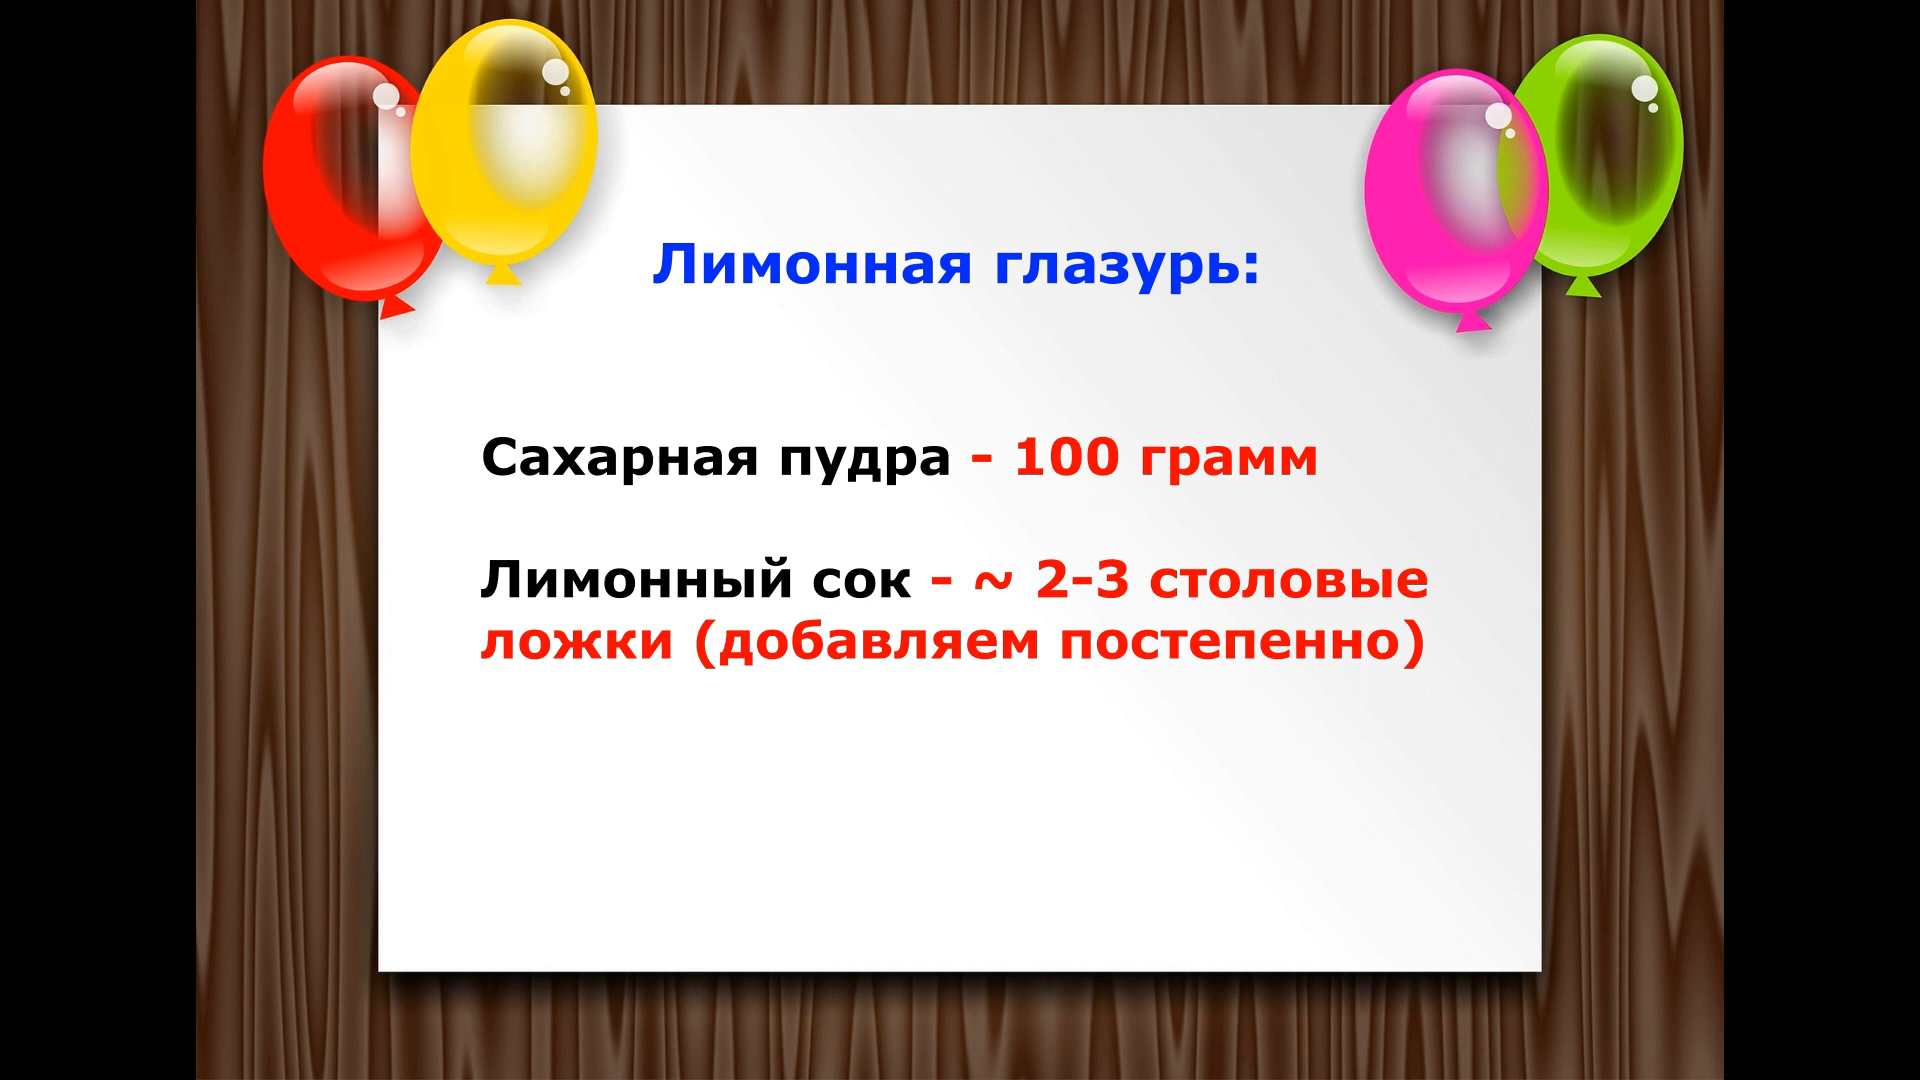 Лимонная глазурь:
Сахарная пудра - 100 грамм
Лимонный сок - ~ 2-3 столовые
ложки (добавляем постепенно)